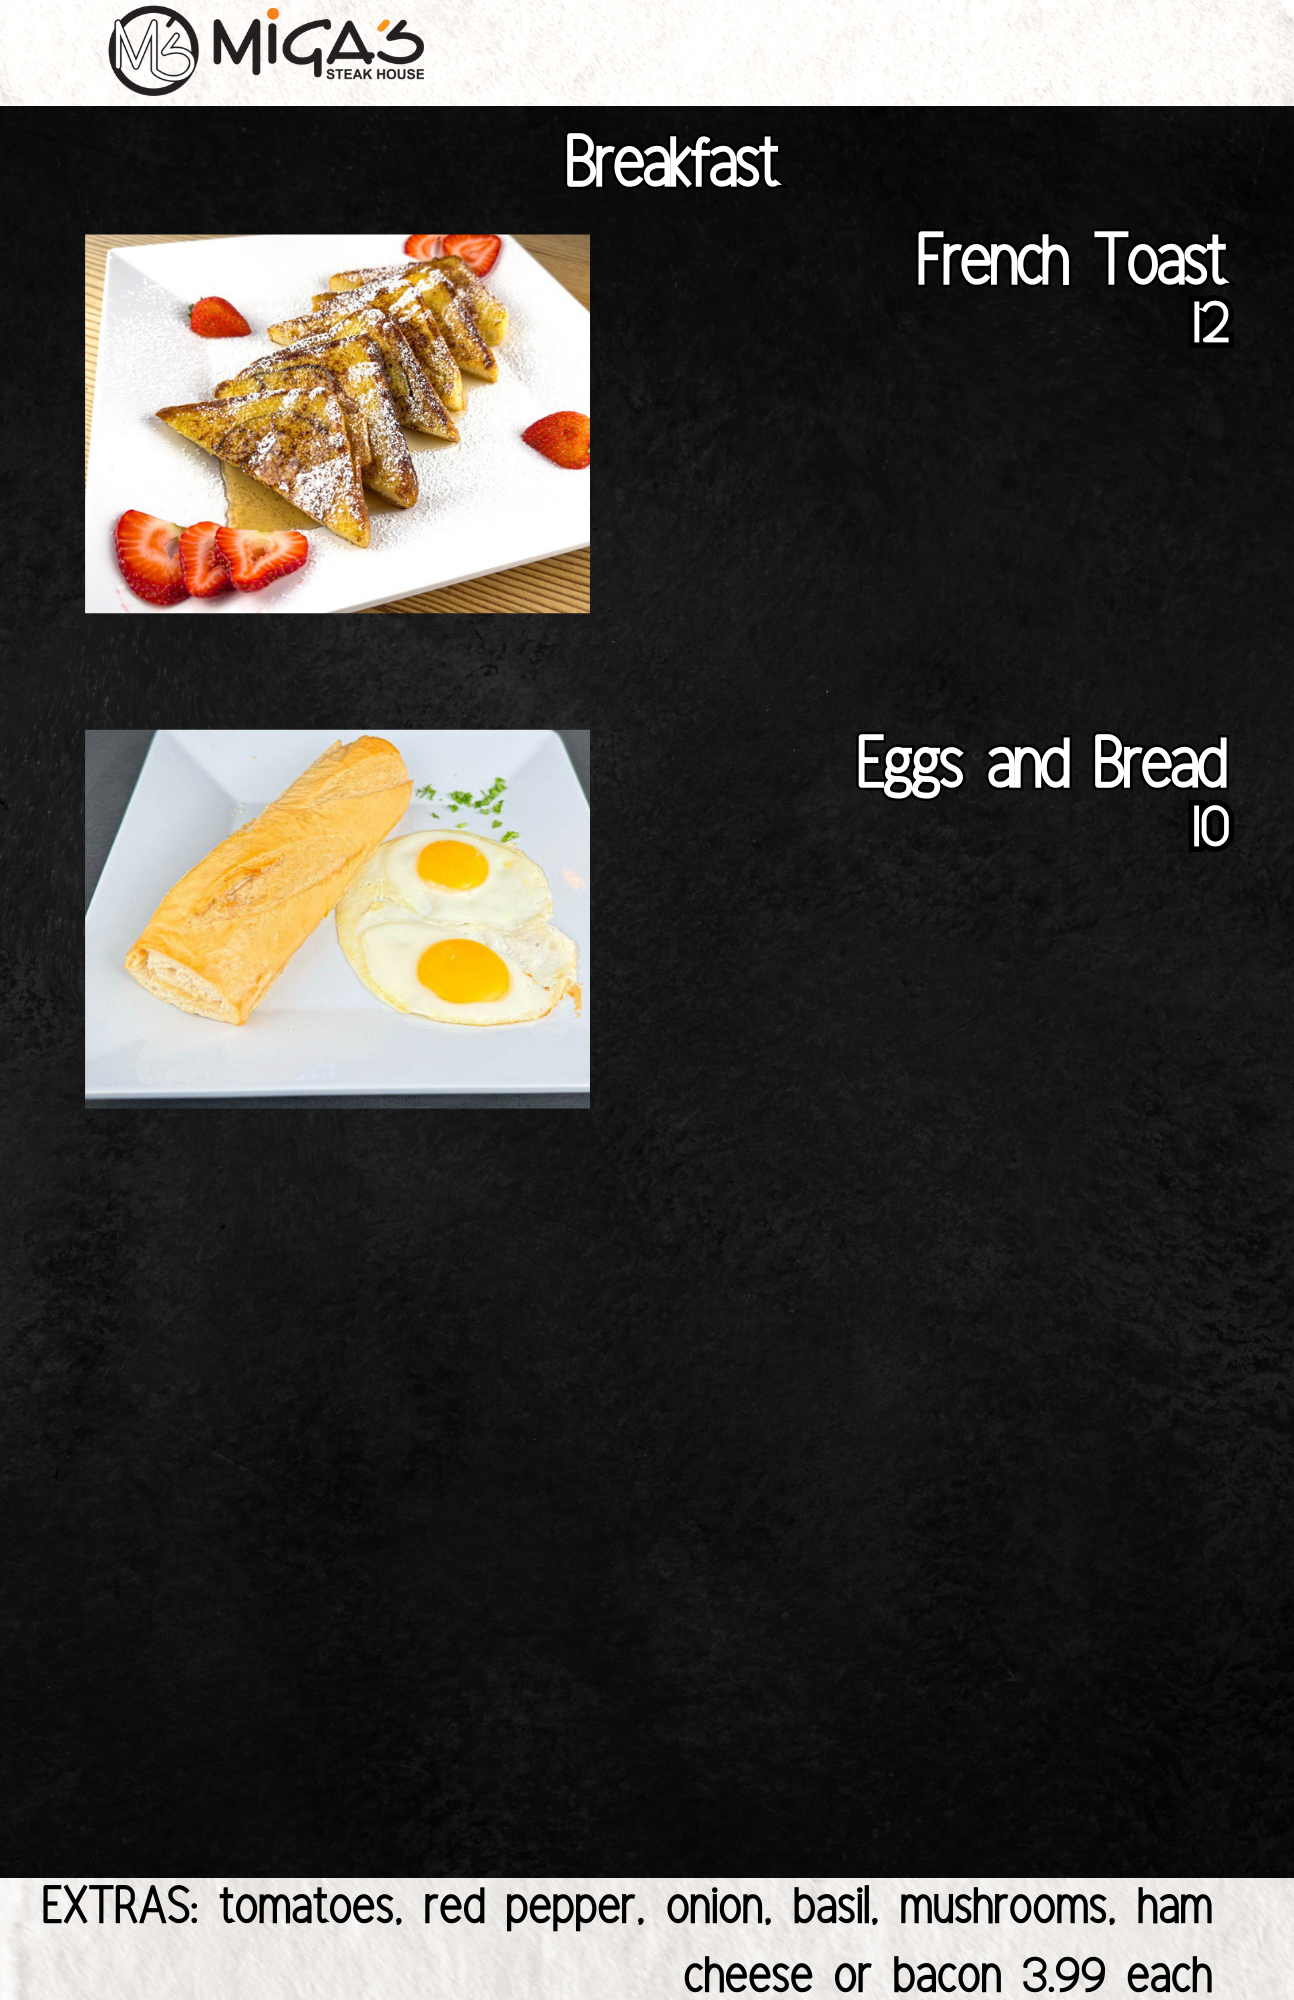 MS MiGA'S
STEAK HOUSE
Breakfast
French Toast
12
Eggs and Bread
10
EXTRAS: tomatoes, red pepper, onion, basil, mushrooms, ham
cheese or bacon 3.99 each